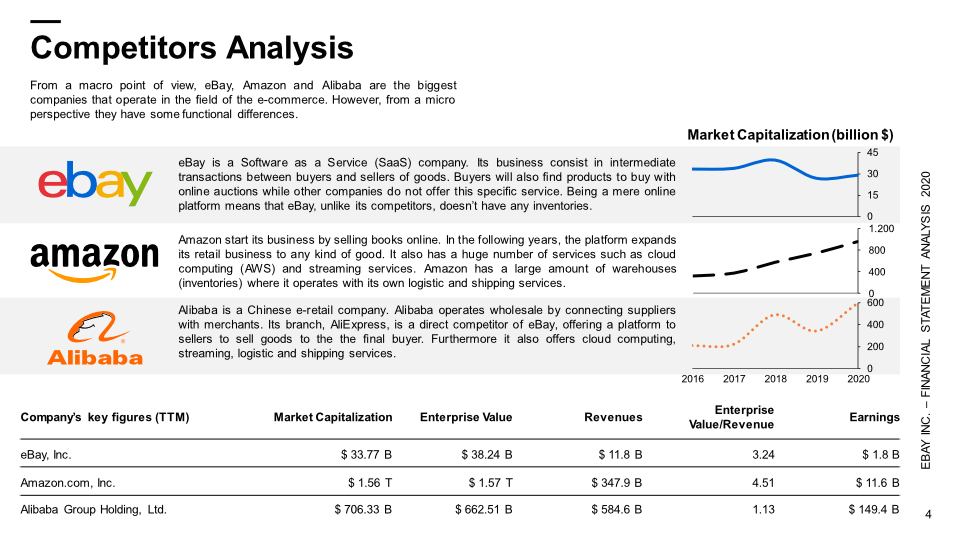 Competitors Analysis
From a macro point of view, eBay, Amazon and Alibaba are the biggest
companies that operate in the field of the e-commerce. However, from a micro
perspective they have some functional differences.
Market Capitalization (billion $)
ebay
eBay is a Software as a Service (SaaS) company. Its business consist in intermediate
transactions between buyers and sellers of goods. Buyers will also find products to buy with
online auctions while other companies do not offer this specific service. Being a mere online
platform means that eBay, unlike its competitors, doesn't have any inventories.
45
30
15
0
amazon
Amazon start its business by selling books online. In the following years, the platform expands
its retail business to any kind of good. It also has a huge number of services such as cloud
computing (AWS) and streaming services. Amazon has a large amount of warehouses
(inventories) where it operates with its own logistic and shipping services.
1.200
800
400
0
Alibaba
Alibaba is a Chinese e-retail company. Alibaba operates wholesale by connecting suppliers
with merchants. Its branch, AliExpress, is a direct competitor of eBay, offering a platform to
sellers to sell goods to the the final buyer. Furthermore it also offers cloud computing,
streaming, logistic and shipping services.
600
400
200
0
2016 2017 2018 2019 2020
Company's key figures (TTM) Market Capitalization Enterprise Value Revenues Enterprise Value/Revenue Earnings
eBay, Inc. $ 33.77 B $ 38.24 B $ 11.8 B 3.24 $ 1.8 B
Amazon.com, Inc. $ 1.56 T $ 1.57 T $ 347.9 B 4.51 $ 11.6 B
Alibaba Group Holding, Ltd. $ 706.33 B $ 662.51 B $ 584.6 B 1.13 $ 149.4 B
EBAY INC. – FINANCIAL STATEMENT ANALYSIS 2020
4